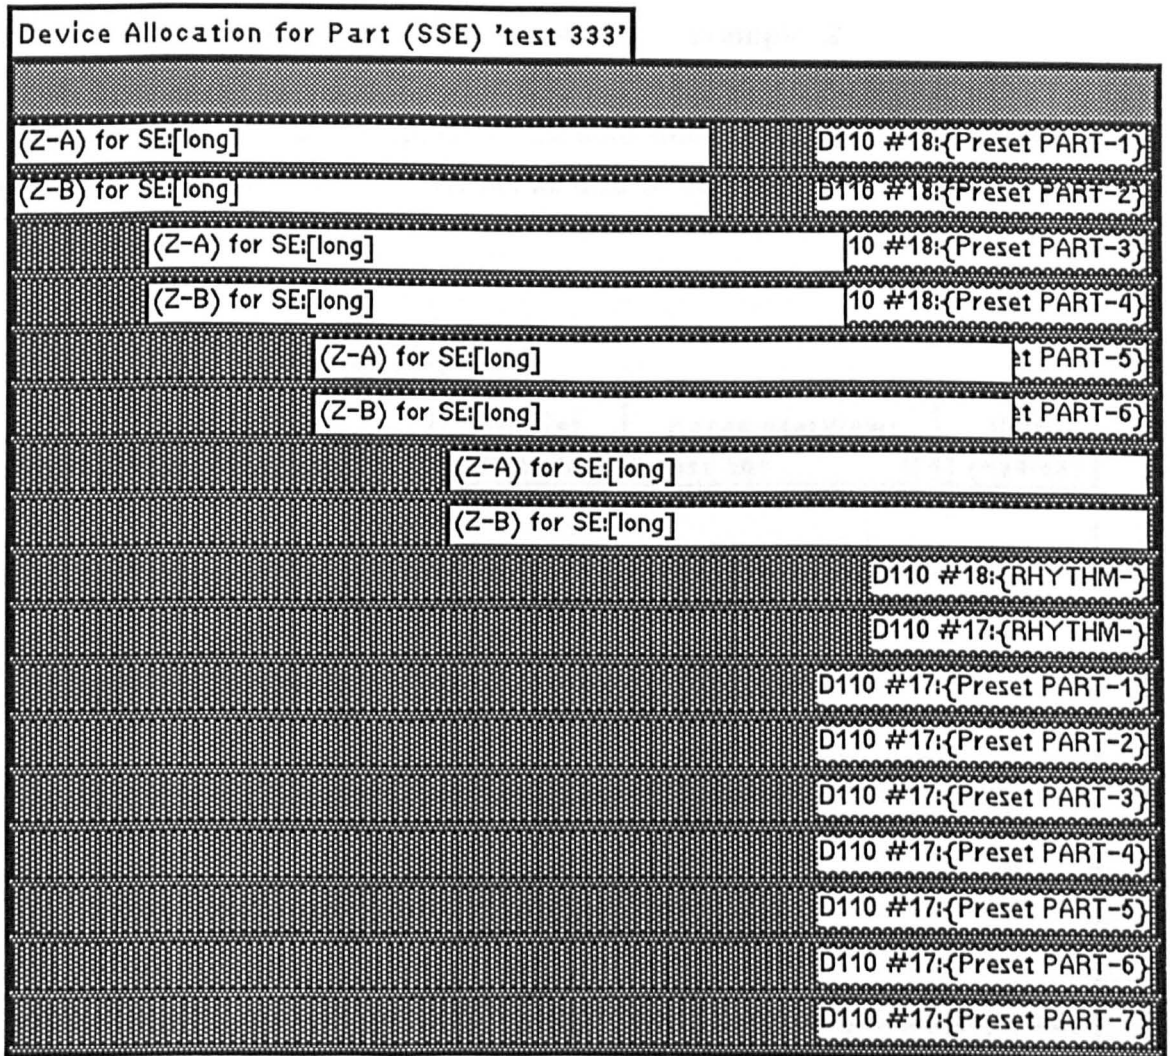 Device Allocation for Part (SSE) 'test 333'
(Z-A) for SE:[long] D110 #18:{Preset PART-1}
(Z-B) for SE:[long] D110 #18:{Preset PART-2}
(Z-A) for SE:[long] 10 #18:{Preset PART-3}
(Z-B) for SE:[long] 10 #18:{Preset PART-4}
(Z-A) for SE:[long] et PART-5}
(Z-B) for SE:[long] et PART-6}
(Z-A) for SE:[long]
(Z-B) for SE:[long]
D110 #18:{RHYTHM-}
D110 #17:{RHYTHM-}
D110 #17:{Preset PART-1}
D110 #17:{Preset PART-2}
D110 #17:{Preset PART-3}
D110 #17:{Preset PART-4}
D110 #17:{Preset PART-5}
D110 #17:{Preset PART-6}
D110 #17:{Preset PART-7}